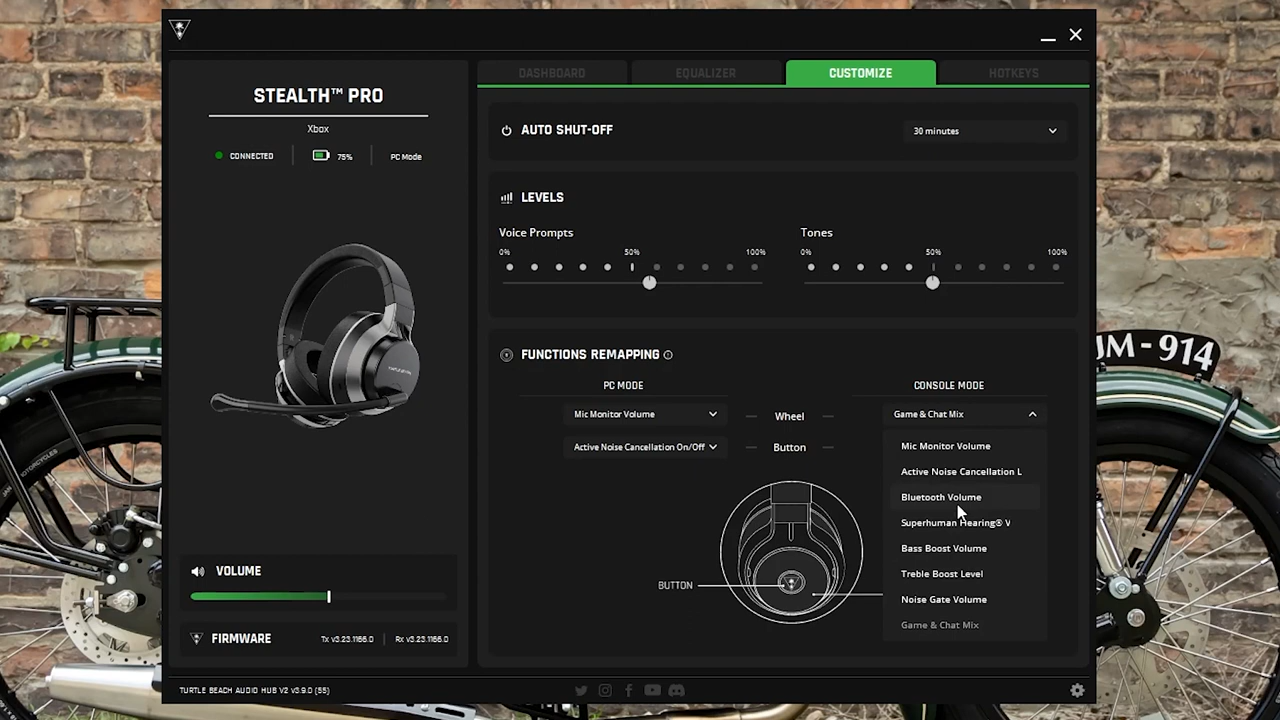 STEALTH™ PRO
Xbox
CONNECTED
75%
PC Mode
VOLUME
FIRMWARE
Tx v3.23.1166.0
Rx v3.23.1166.0
DASHBOARD
EQUALIZER
CUSTOMIZE
HOTKEYS
AUTO SHUT-OFF
30 minutes
LEVELS
Voice Prompts
0%
50%
100%
Tones
0%
50%
100%
FUNCTIONS REMAPPING
PC MODE
CONSOLE MODE
Mic Monitor Volume
Wheel
Game & Chat Mix
Active Noise Cancellation On/Off
Button
Mic Monitor Volume
Active Noise Cancellation L
Bluetooth Volume
Superhuman Hearing® V
Bass Boost Volume
Treble Boost Level
Noise Gate Volume
Game & Chat Mix
BUTTON
TURTLE BEACH AUDIO HUB V2 V3.9.0 (55)
JM-914